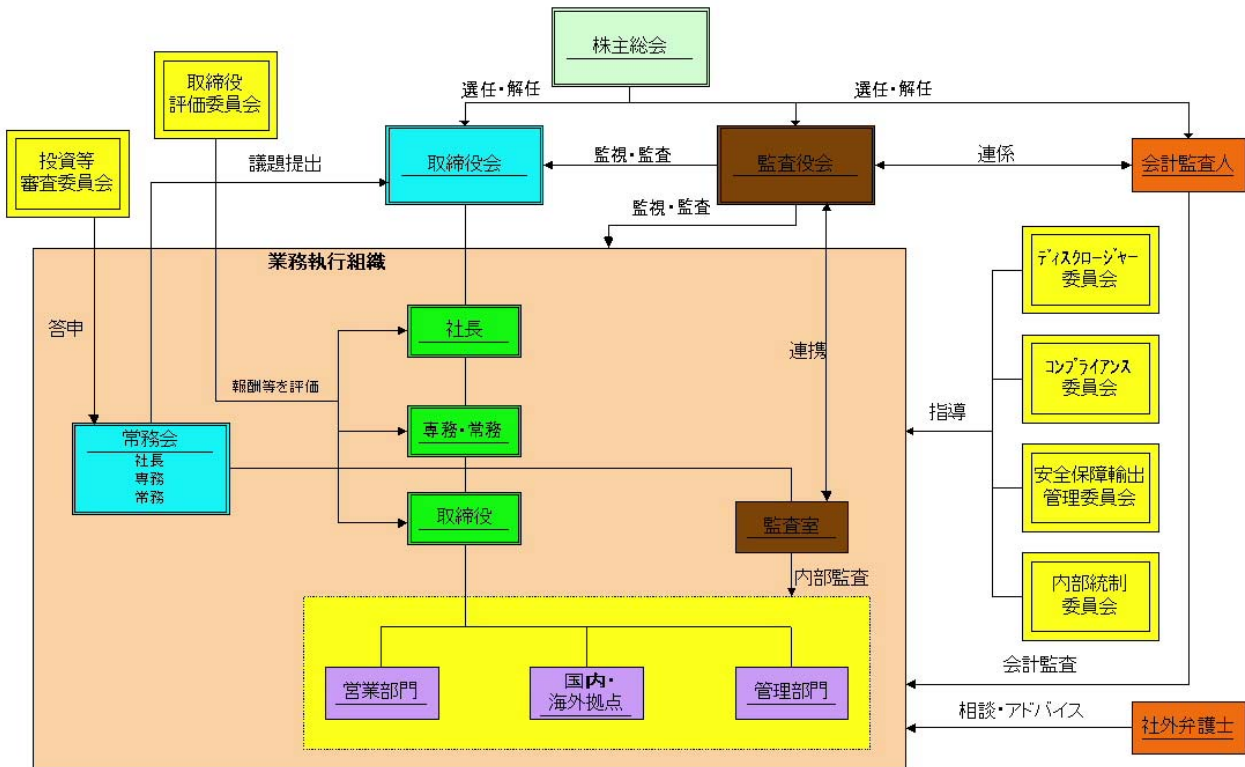 株主総会
取締役
評価委員会
選任・解任
選任・解任
投資等
審査委員会
議題提出
取締役会
監視・監査
監査役会
連係
会計監査人
監視・監査
業務執行組織
ディスクロージャー
委員会
答申
社長
連携
コンプライアンス
委員会
報酬等を評価
指導
常務会
社長
専務
常務
専務・常務
安全保障輸出
管理委員会
取締役
監査室
内部監査
内部統制
委員会
会計監査
営業部門
国内・
海外拠点
管理部門
相談・アドバイス
社外弁護士